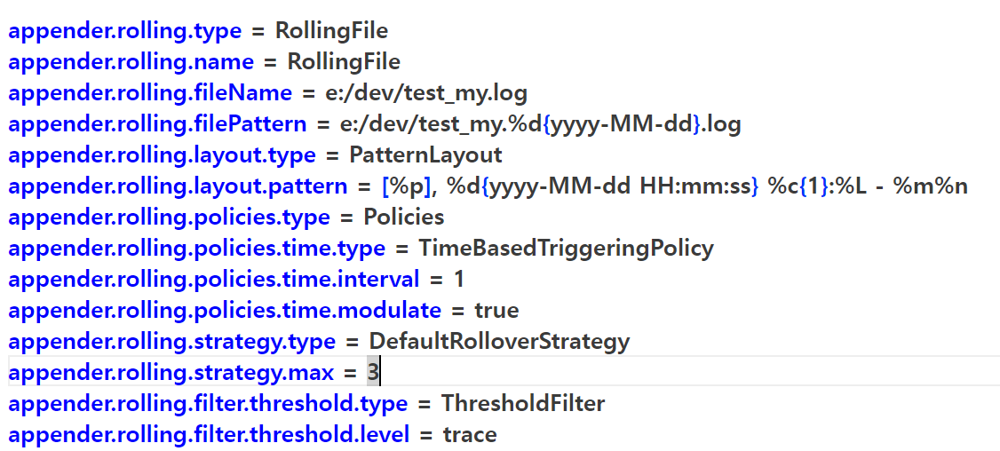 appender.rolling.type = RollingFile
appender.rolling.name = RollingFile
appender.rolling.fileName = e:/dev/test_my.log
appender.rolling.filePattern = e:/dev/test_my.%d{yyyy-MM-dd}.log
appender.rolling.layout.type = PatternLayout
appender.rolling.layout.pattern = [%p], %d{yyyy-MM-dd HH:mm:ss} %c{1}:%L - %m%n
appender.rolling.policies.type = Policies
appender.rolling.policies.time.type = TimeBasedTriggeringPolicy
appender.rolling.policies.time.interval = 1
appender.rolling.policies.time.modulate = true
appender.rolling.strategy.type = DefaultRolloverStrategy
appender.rolling.strategy.max = 3
appender.rolling.filter.threshold.type = ThresholdFilter
appender.rolling.filter.threshold.level = trace